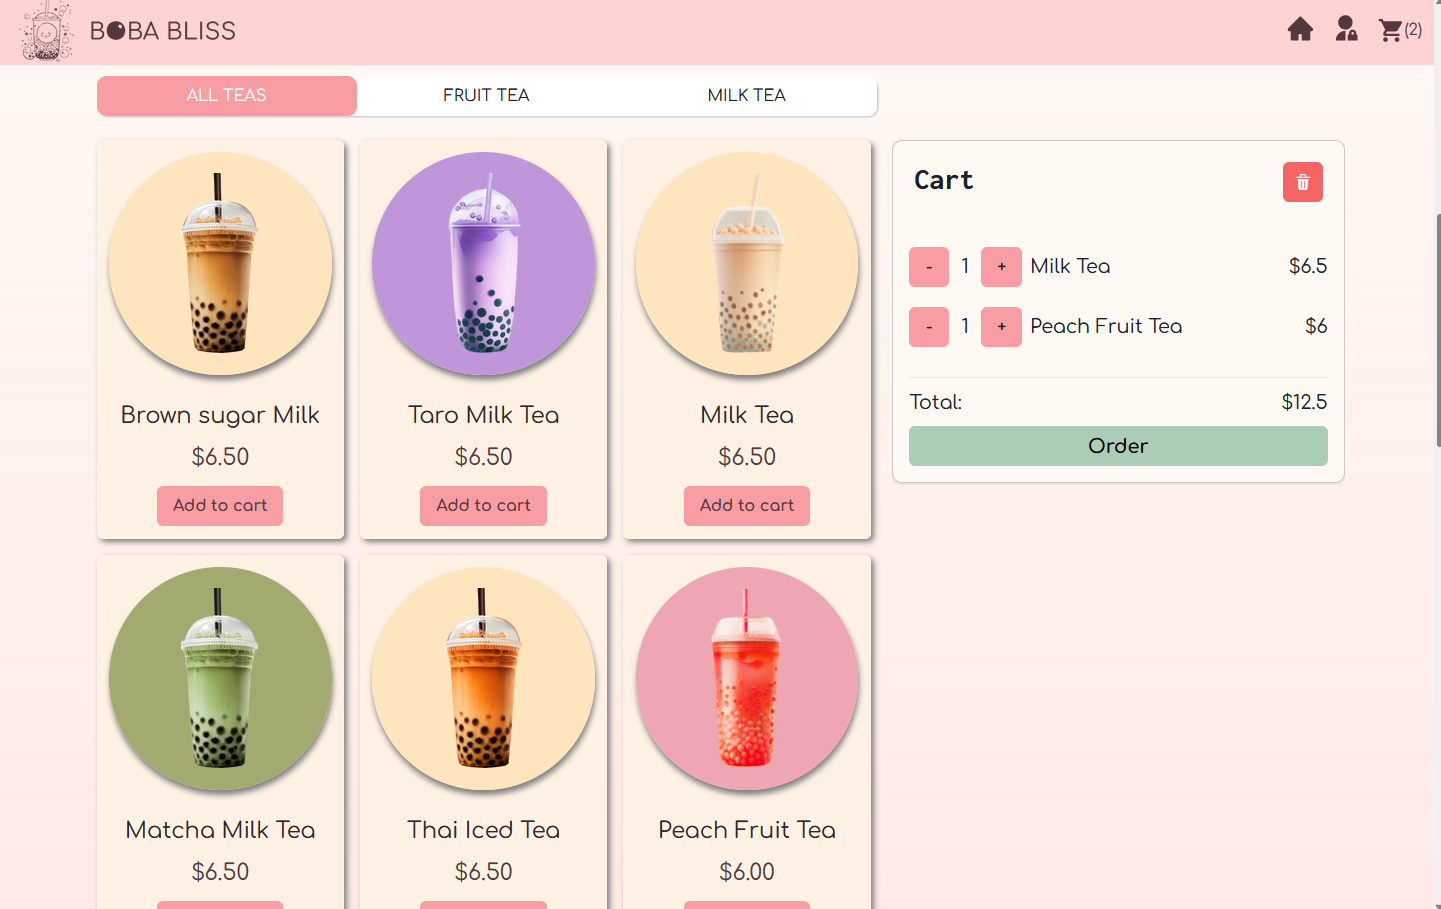 BOBA BLISS
(2)
ALL TEAS
FRUIT TEA
MILK TEA
Brown sugar Milk
$6.50
Add to cart
Taro Milk Tea
$6.50
Add to cart
Milk Tea
$6.50
Add to cart
Matcha Milk Tea
$6.50
Thai Iced Tea
$6.50
Peach Fruit Tea
$6.00
Cart
- 1 + Milk Tea $6.5
- 1 + Peach Fruit Tea $6
Total: $12.5
Order